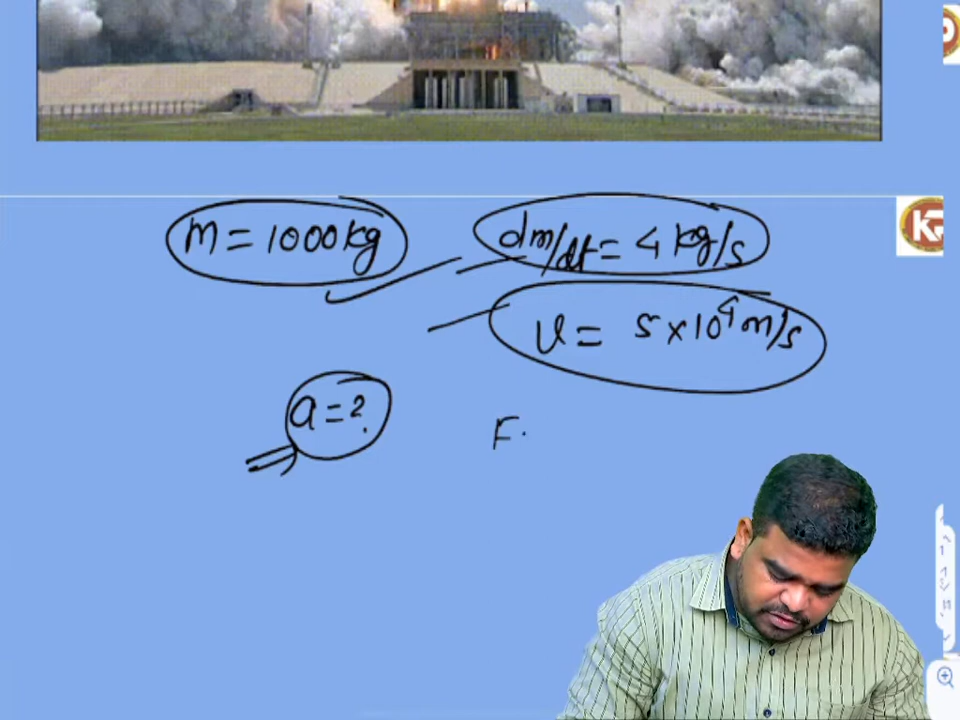 m = 1000 kg
dm/dt = 4 kg/s
v = 5 × 10⁴ m/s
a = ?
F